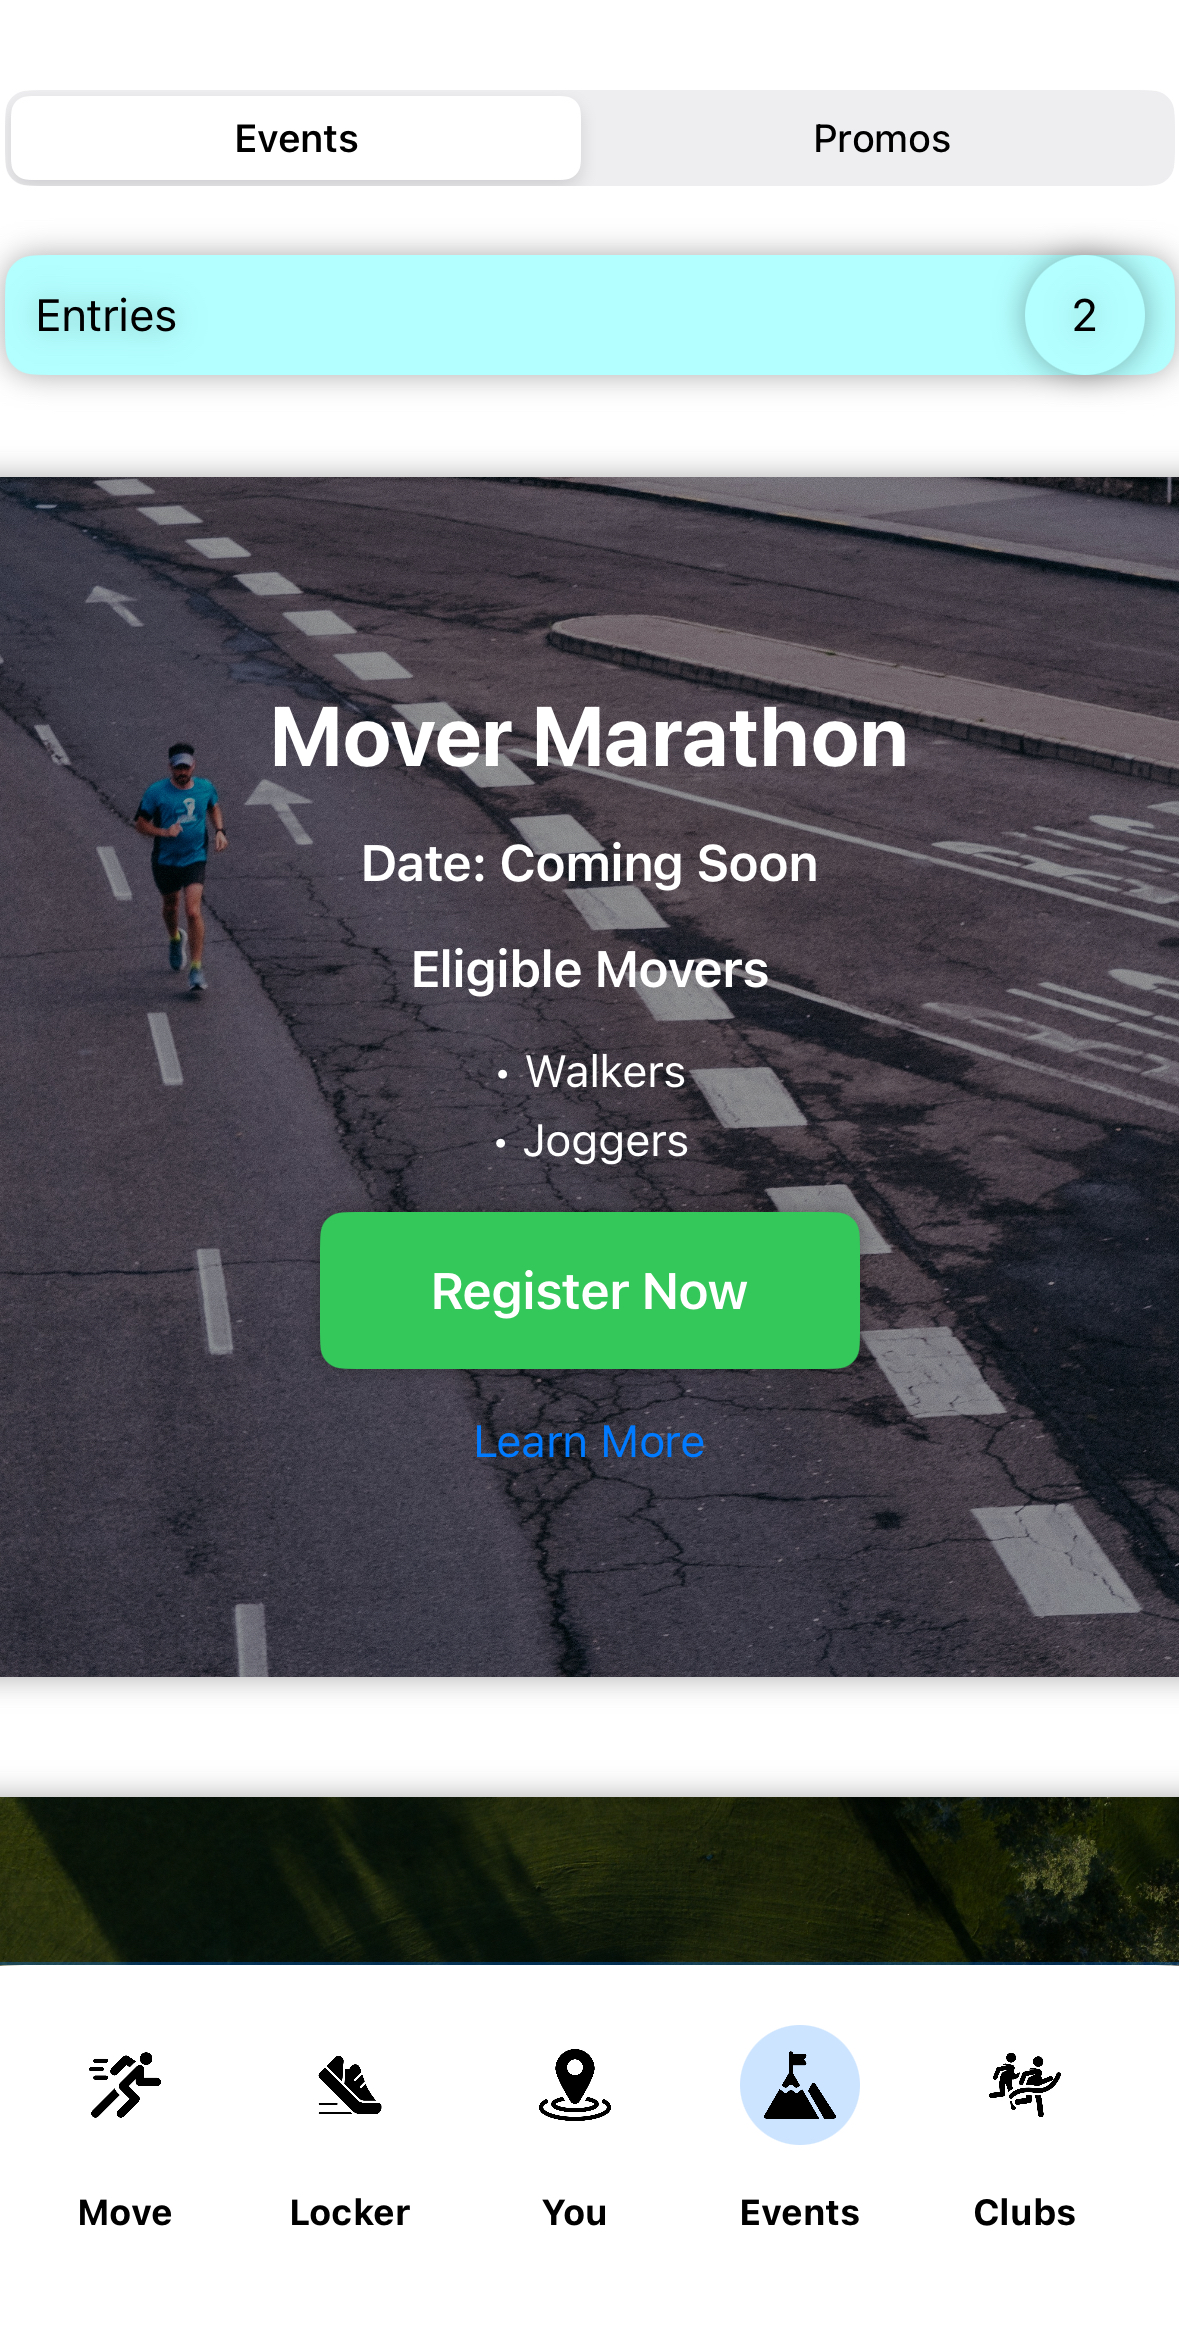 Events
Promos
Entries
2
Mover Marathon
Date: Coming Soon
Eligible Movers
• Walkers
• Joggers
Register Now
Learn More
Move
Locker
You
Events
Clubs